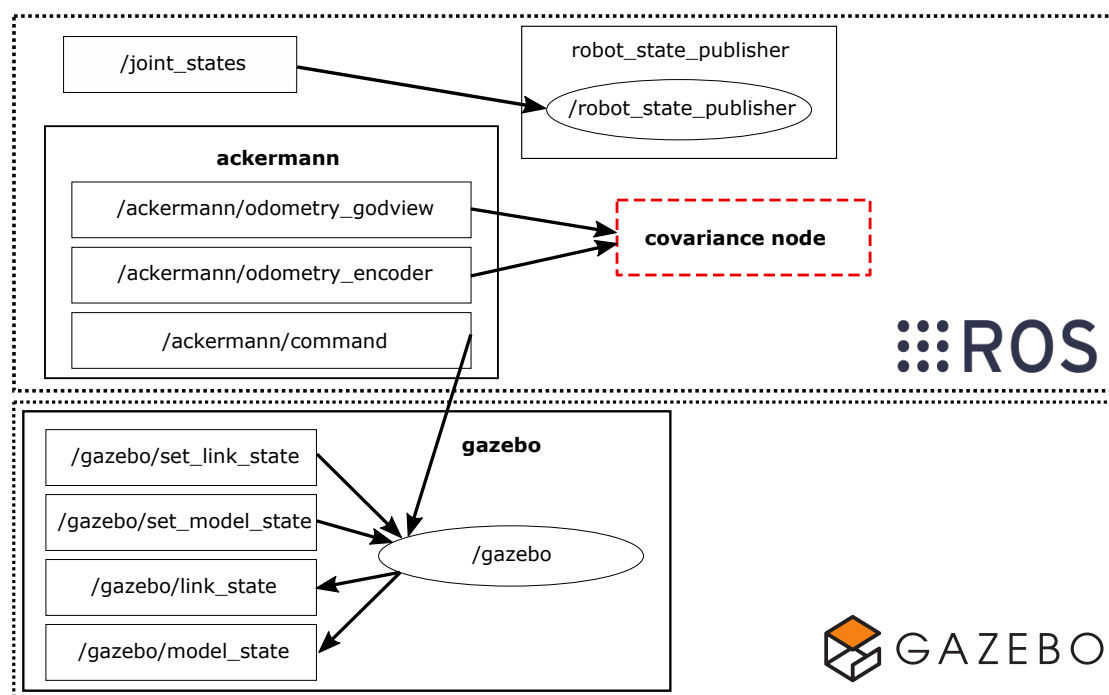 /joint_states
robot_state_publisher
/robot_state_publisher
ackermann
/ackermann/odometry_godview
/ackermann/odometry_encoder
/ackermann/command
covariance node
ROS
gazebo
/gazebo/set_link_state
/gazebo/set_model_state
/gazebo/link_state
/gazebo/model_state
/gazebo
GAZEBO